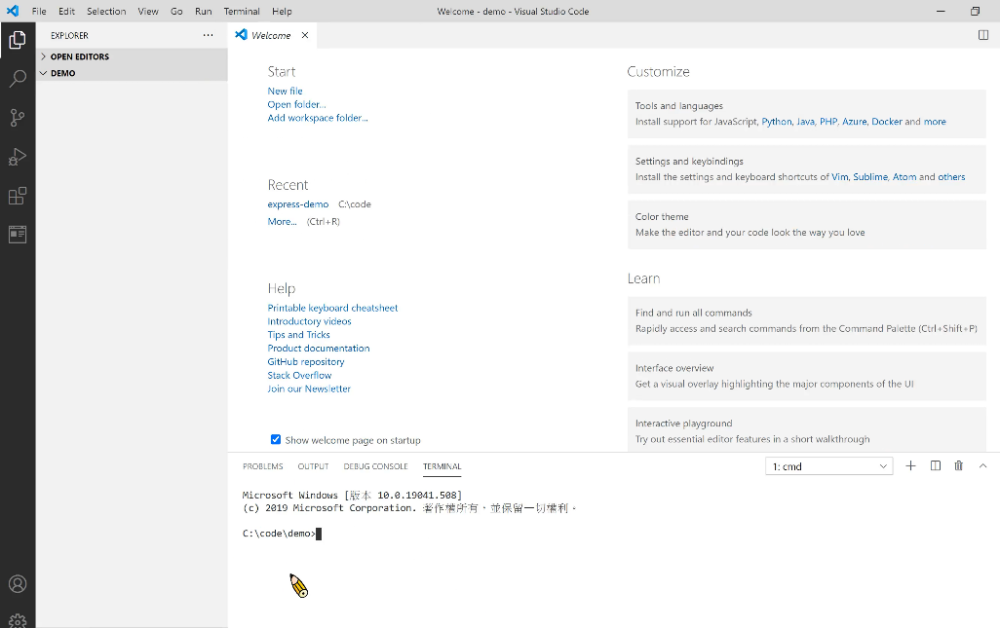 File Edit Selection View Go Run Terminal Help Welcome - demo - Visual Studio Code
EXPLORER
OPEN EDITORS
DEMO
Welcome
Start
New file
Open folder...
Add workspace folder...
Recent
express-demo C:\code
More... (Ctrl+R)
Help
Printable keyboard cheatsheet
Introductory videos
Tips and Tricks
Product documentation
GitHub repository
Stack Overflow
Join our Newsletter
Show welcome page on startup
Customize
Tools and languages
Install support for JavaScript, Python, Java, PHP, Azure, Docker and more
Settings and keybindings
Install the settings and keyboard shortcuts of Vim, Sublime, Atom and others
Color theme
Make the editor and your code look the way you love
Learn
Find and run all commands
Rapidly access and search commands from the Command Palette (Ctrl+Shift+P)
Interface overview
Get a visual overlay highlighting the major components of the UI
Interactive playground
Try out essential editor features in a short walkthrough
PROBLEMS OUTPUT DEBUG CONSOLE TERMINAL 1: cmd
Microsoft Windows [版本 10.0.19041.508]
(c) 2019 Microsoft Corporation. 著作權所有，並保留一切權利。
C:\code\demo>